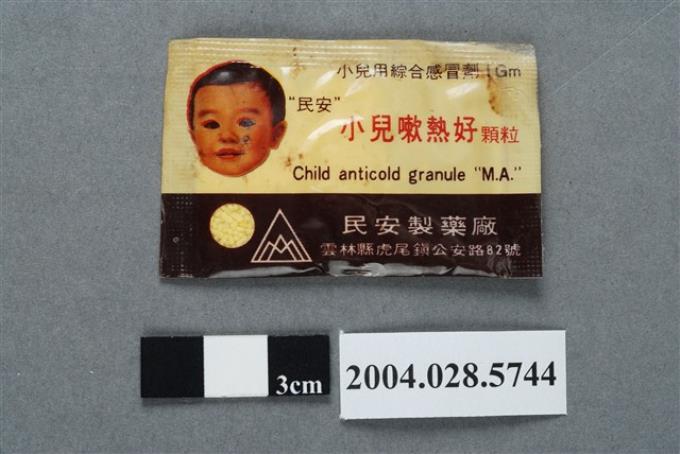 小兒用綜合感冒劑 1Gm
“民安”
小兒嗽熱好 顆粒
Child anticold granule "M.A."
民安製藥廠
雲林縣虎尾鎮公安路82號
3cm
2004.028.5744